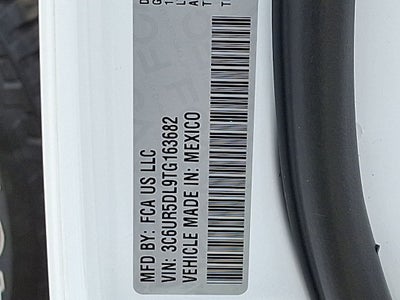 MFD BY: FCA US LLC
VIN: 3C6UR5DL9TG163682
VEHICLE MADE IN: MEXICO